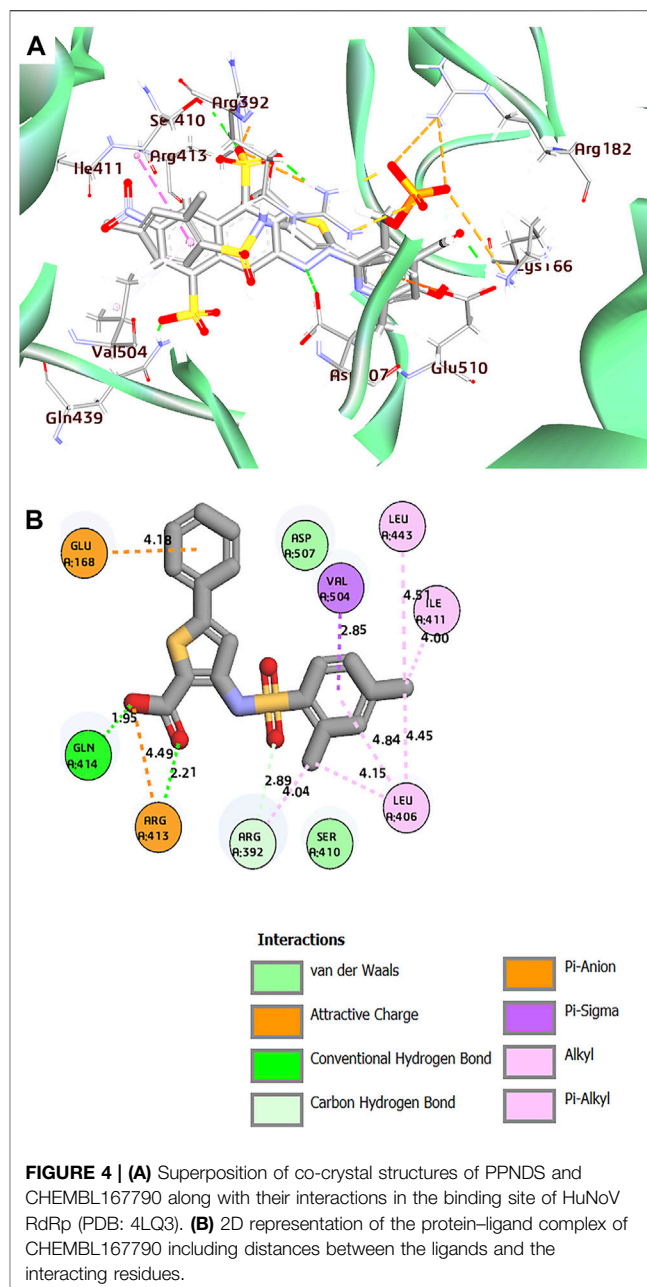 A
Arg392
Arg413
Ile411
Arg182
Val504
Gln439
Glu510
B
GLU
A:168
4.18
ASP
A:507
LEU
A:443
VAL
A:504
ILE
A:411
2.85
4.51
4.00
1.95
4.49
2.21
GLN
A:414
ARG
A:413
2.89
4.04
4.84
4.15
4.45
ARG
A:392
SER
A:410
LEU
A:406
Interactions
van der Waals
Attractive Charge
Conventional Hydrogen Bond
Carbon Hydrogen Bond
Pi-Anion
Pi-Sigma
Alkyl
Pi-Alkyl
FIGURE 4 | (A) Superposition of co-crystal structures of PPNDS and
CHEMBL167790 along with their interactions in the binding site of HuNoV
RdRp (PDB: 4LQ3). (B) 2D representation of the protein–ligand complex of
CHEMBL167790 including distances between the ligands and the
interacting residues.